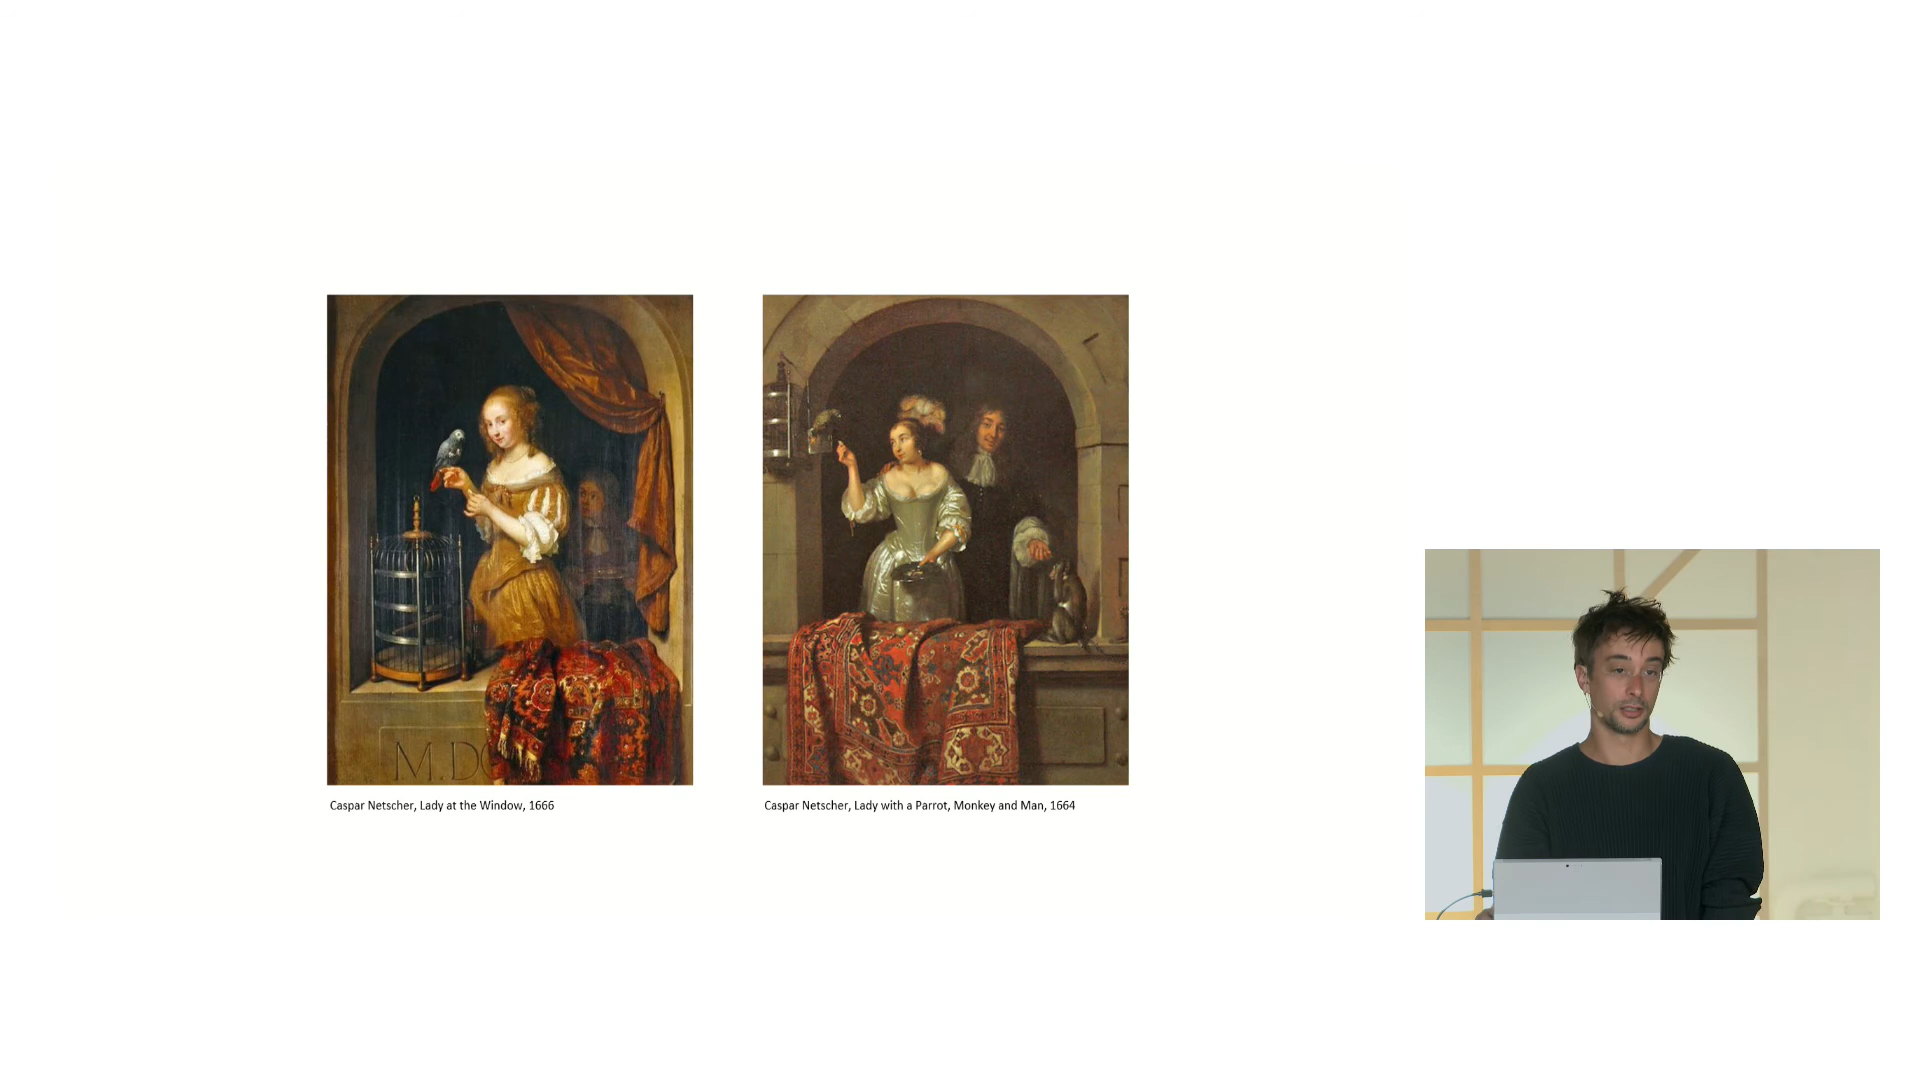 M.DO
Caspar Netscher, Lady at the Window, 1666
Caspar Netscher, Lady with a Parrot, Monkey and Man, 1664